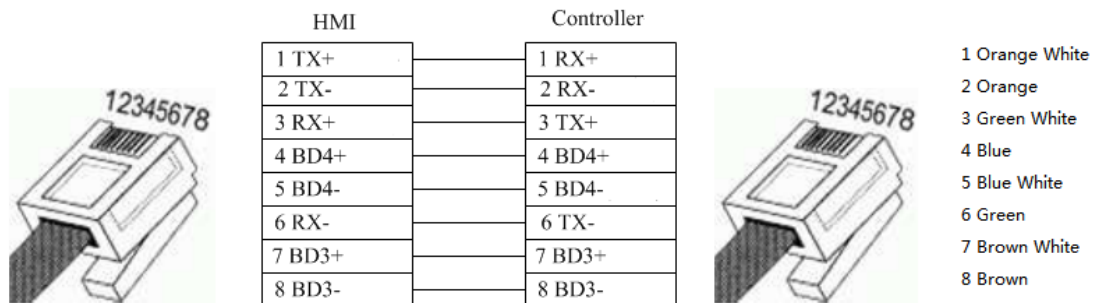 HMI
Controller
1 TX+
1 RX+
1 Orange White
2 TX-
2 RX-
2 Orange
12345678
3 RX+
3 TX+
12345678
3 Green White
4 BD4+
4 BD4+
4 Blue
5 BD4-
5 BD4-
5 Blue White
6 RX-
6 TX-
6 Green
7 BD3+
7 BD3+
7 Brown White
8 BD3-
8 BD3-
8 Brown